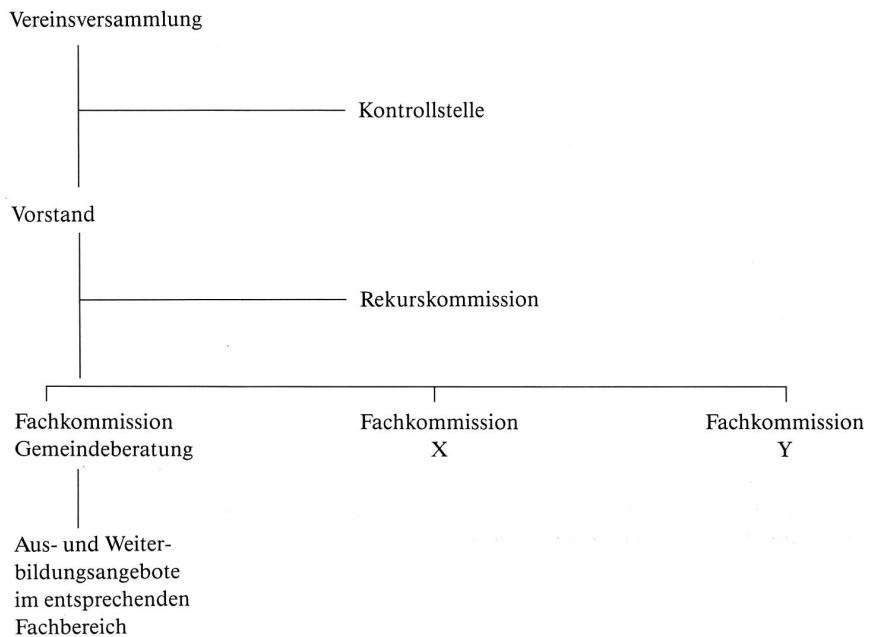 Vereinsversammlung
Kontrollstelle
Vorstand
Rekurskommission
Fachkommission
Gemeindeberatung
Fachkommission
X
Fachkommission
Y
Aus- und Weiter-
bildungsangebote
im entsprechenden
Fachbereich